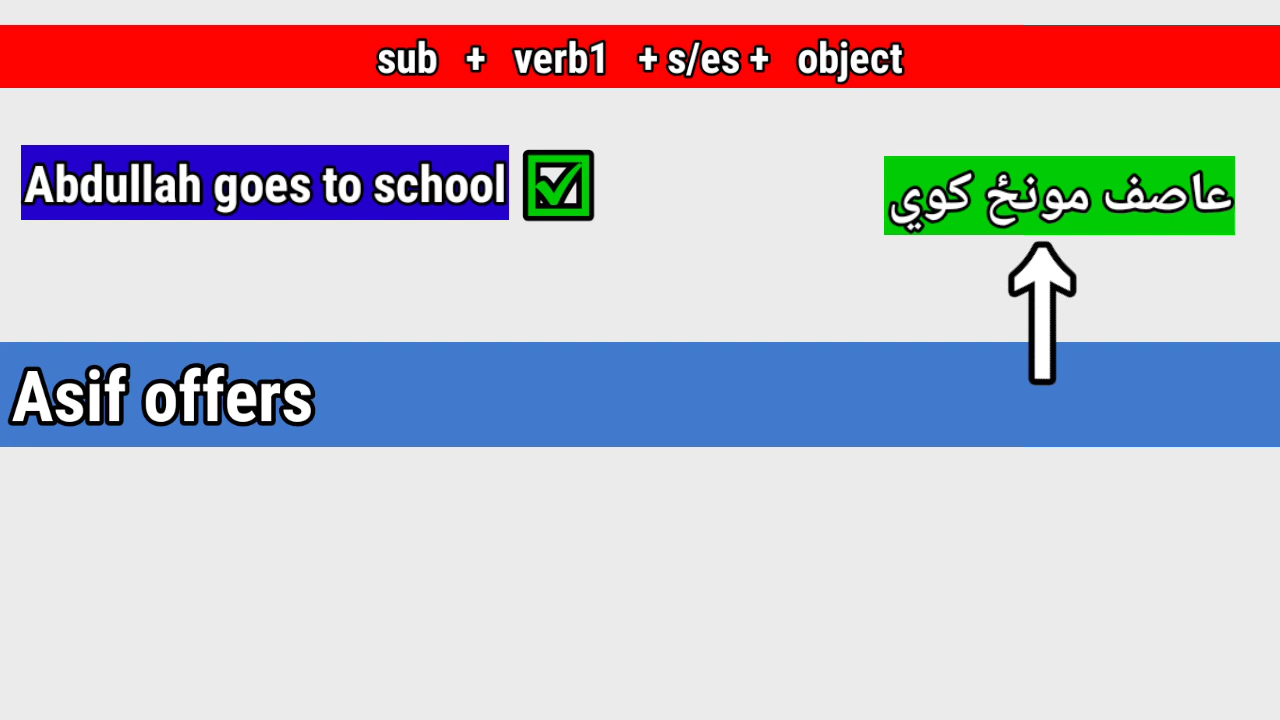 sub + verb1 + s/es + object
Abdullah goes to school
عاصف مونځ کوي
Asif offers